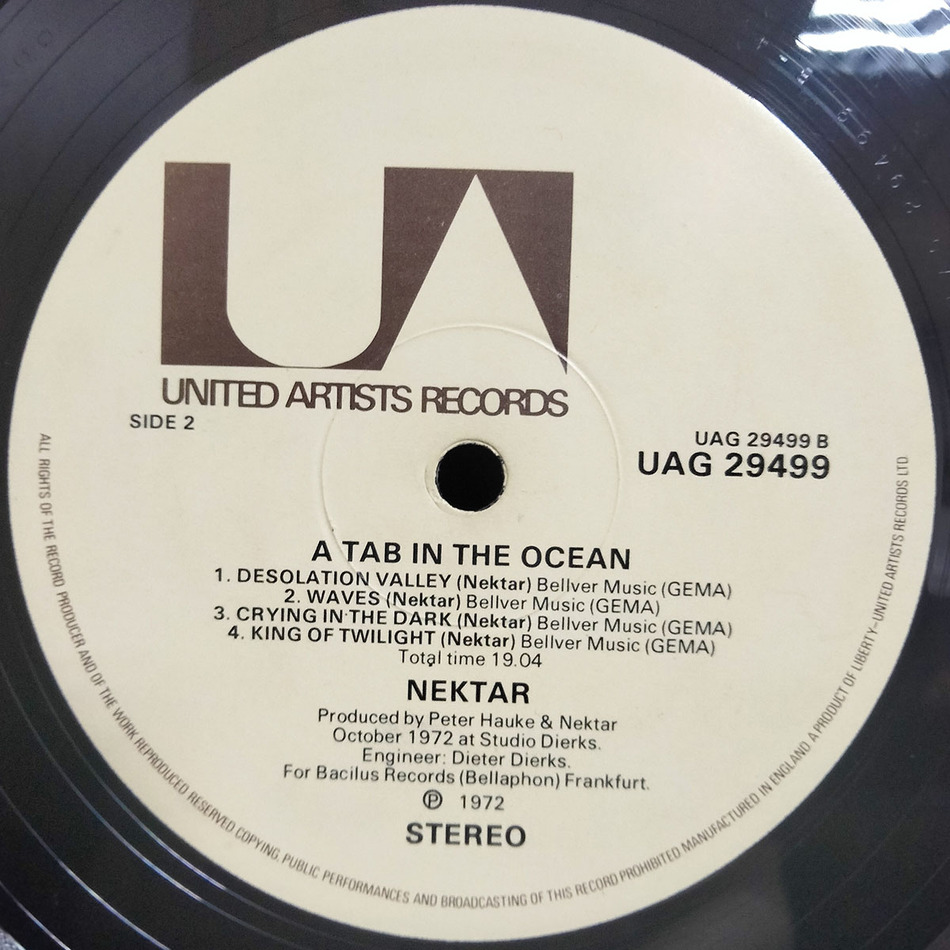 UA
UNITED ARTISTS RECORDS
SIDE 2
UAG 29499 B
UAG 29499
A TAB IN THE OCEAN
1. DESOLATION VALLEY (Nektar) Bellver Music (GEMA)
2. WAVES (Nektar) Bellver Music (GEMA)
3. CRYING IN THE DARK (Nektar) Bellver Music (GEMA)
4. KING OF TWILIGHT (Nektar) Bellver Music (GEMA)
Total time 19.04
NEKTAR
Produced by Peter Hauke & Nektar
October 1972 at Studio Dierks.
Engineer: Dieter Dierks.
For Bacilus Records (Bellaphon) Frankfurt.
℗ 1972
STEREO
ALL RIGHTS OF THE RECORD PRODUCER AND OF THE WORK REPRODUCED RESERVED COPYING, PUBLIC PERFORMANCES AND BROADCASTING OF THIS RECORD PROHIBITED MANUFACTURED IN ENGLAND. A PRODUCT OF LIBERTY-UNITED ARTISTS RECORDS LTD.